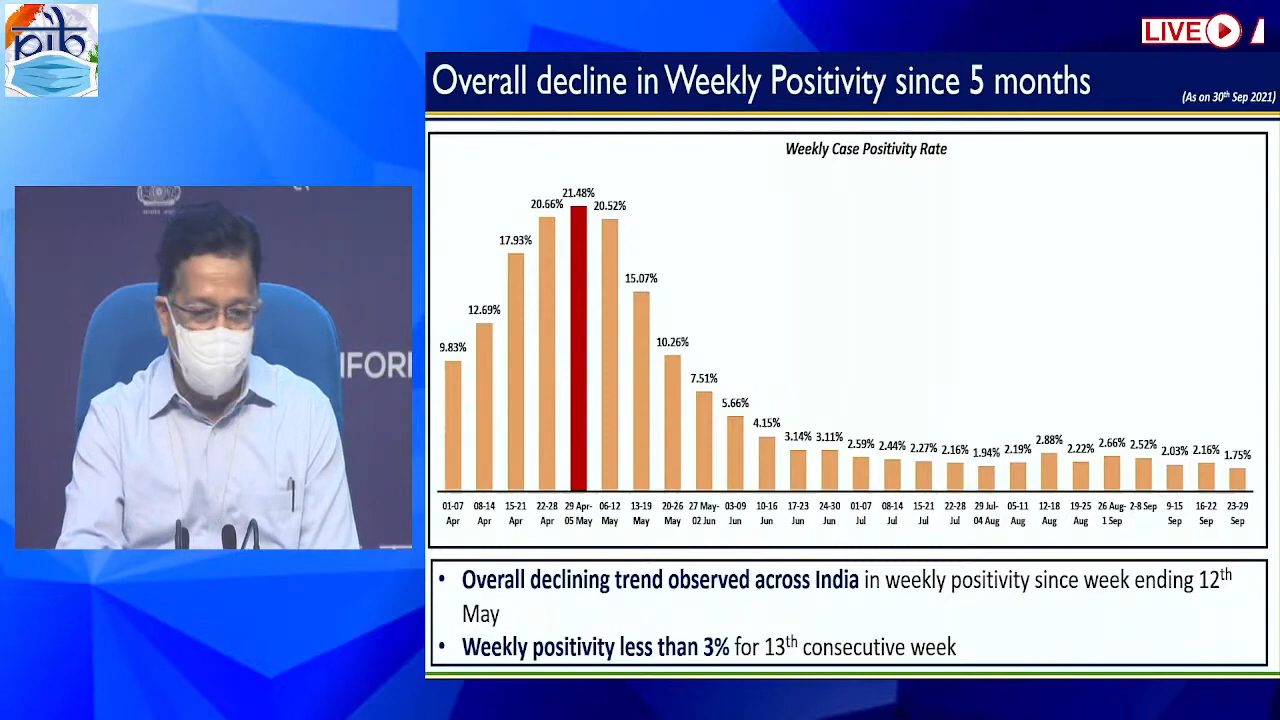 pib
LIVE
Overall decline in Weekly Positivity since 5 months
(As on 30th Sep 2021)
Weekly Case Positivity Rate
9.83% 12.69% 17.93% 20.66% 21.48% 20.52% 15.07% 10.26% 7.51% 5.66% 4.15% 3.14% 3.11% 2.59% 2.44% 2.27% 2.16% 1.94% 2.19% 2.88% 2.22% 2.66% 2.52% 2.03% 2.16% 1.75%
01-07 08-14 15-21 22-28 29 Apr- 06-12 13-19 20-26 27 May- 03-09 10-16 17-23 24-30 01-07 08-14 15-21 22-28 29 Jul- 05-11 12-18 19-25 26 Aug- 2-8 Sep 9-15 16-22 23-29
Apr Apr Apr Apr 05 May May May May 02 Jun Jun Jun Jun Jun Jul Jul Jul Jul 04 Aug Aug Aug Aug 1 Sep Sep Sep Sep
• Overall declining trend observed across India in weekly positivity since week ending 12th
May
• Weekly positivity less than 3% for 13th consecutive week